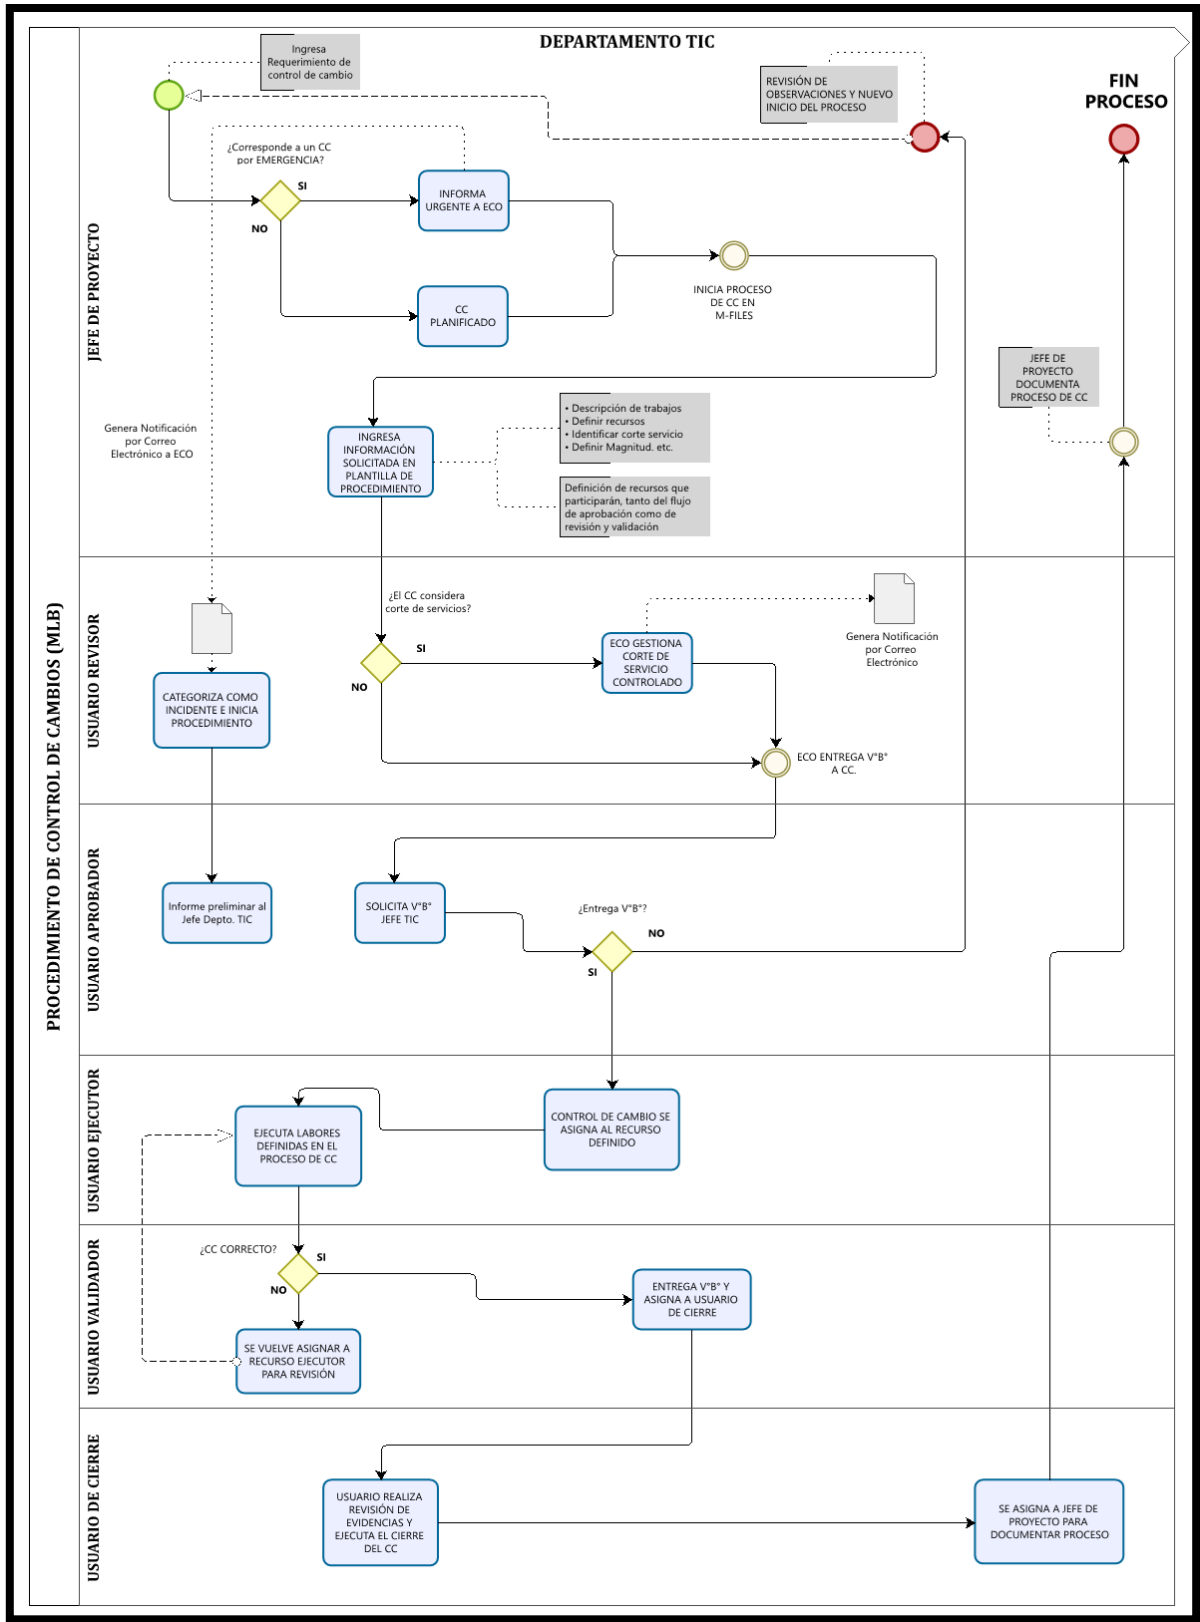 DEPARTAMENTO TIC
PROCEDIMIENTO DE CONTROL DE CAMBIOS (MLB)
JEFE DE PROYECTO
Ingresa
Requerimiento de
control de cambio
REVISIÓN DE
OBSERVACIONES Y NUEVO
INICIO DEL PROCESO
FIN
PROCESO
¿Corresponde a un CC
por EMERGENCIA?
SI
NO
INFORMA
URGENTE A ECO
CC
PLANIFICADO
INICIA PROCESO
DE CC EN
M-FILES
JEFE DE
PROYECTO
DOCUMENTA
PROCESO DE CC
Genera Notificación
por Correo
Electrónico a ECO
INGRESA
INFORMACIÓN
SOLICITADA EN
PLANTILLA DE
PROCEDIMIENTO
• Descripción de trabajos
• Definir recursos
• Identificar corte servicio
• Definir Magnitud. etc.
Definición de recursos que
participarán, tanto del flujo
de aprobación como de
revisión y validación
USUARIO REVISOR
¿El CC considera
corte de servicios?
SI
NO
ECO GESTIONA
CORTE DE
SERVICIO
CONTROLADO
Genera Notificación
por Correo
Electrónico
CATEGORIZA COMO
INCIDENTE E INICIA
PROCEDIMIENTO
ECO ENTREGA V°B°
A CC.
USUARIO APROBADOR
Informe preliminar al
Jefe Depto. TIC
SOLICITA V°B°
JEFE TIC
¿Entrega V°B°?
NO
SI
USUARIO EJECUTOR
EJECUTA LABORES
DEFINIDAS EN EL
PROCESO DE CC
CONTROL DE CAMBIO SE
ASIGNA AL RECURSO
DEFINIDO
USUARIO VALIDADOR
¿CC CORRECTO?
SI
NO
ENTREGA V°B° Y
ASIGNA A USUARIO
DE CIERRE
SE VUELVE ASIGNAR A
RECURSO EJECUTOR
PARA REVISIÓN
USUARIO DE CIERRE
USUARIO REALIZA
REVISIÓN DE
EVIDENCIAS Y
EJECUTA EL CIERRE
DEL CC
SE ASIGNA A JEFE DE
PROYECTO PARA
DOCUMENTAR PROCESO